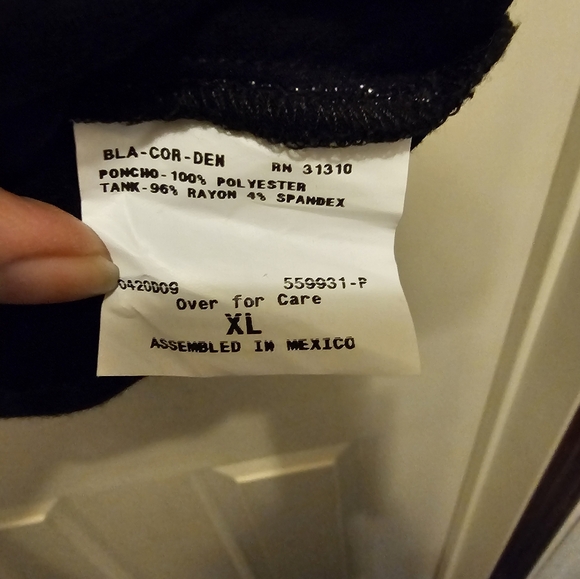 BLA-COR-DEN RN 31310
PONCHO-100% POLYESTER
TANK-96% RAYON 4% SPANDEX
559931-P
Over for Care
XL
ASSEMBLED IN MEXICO